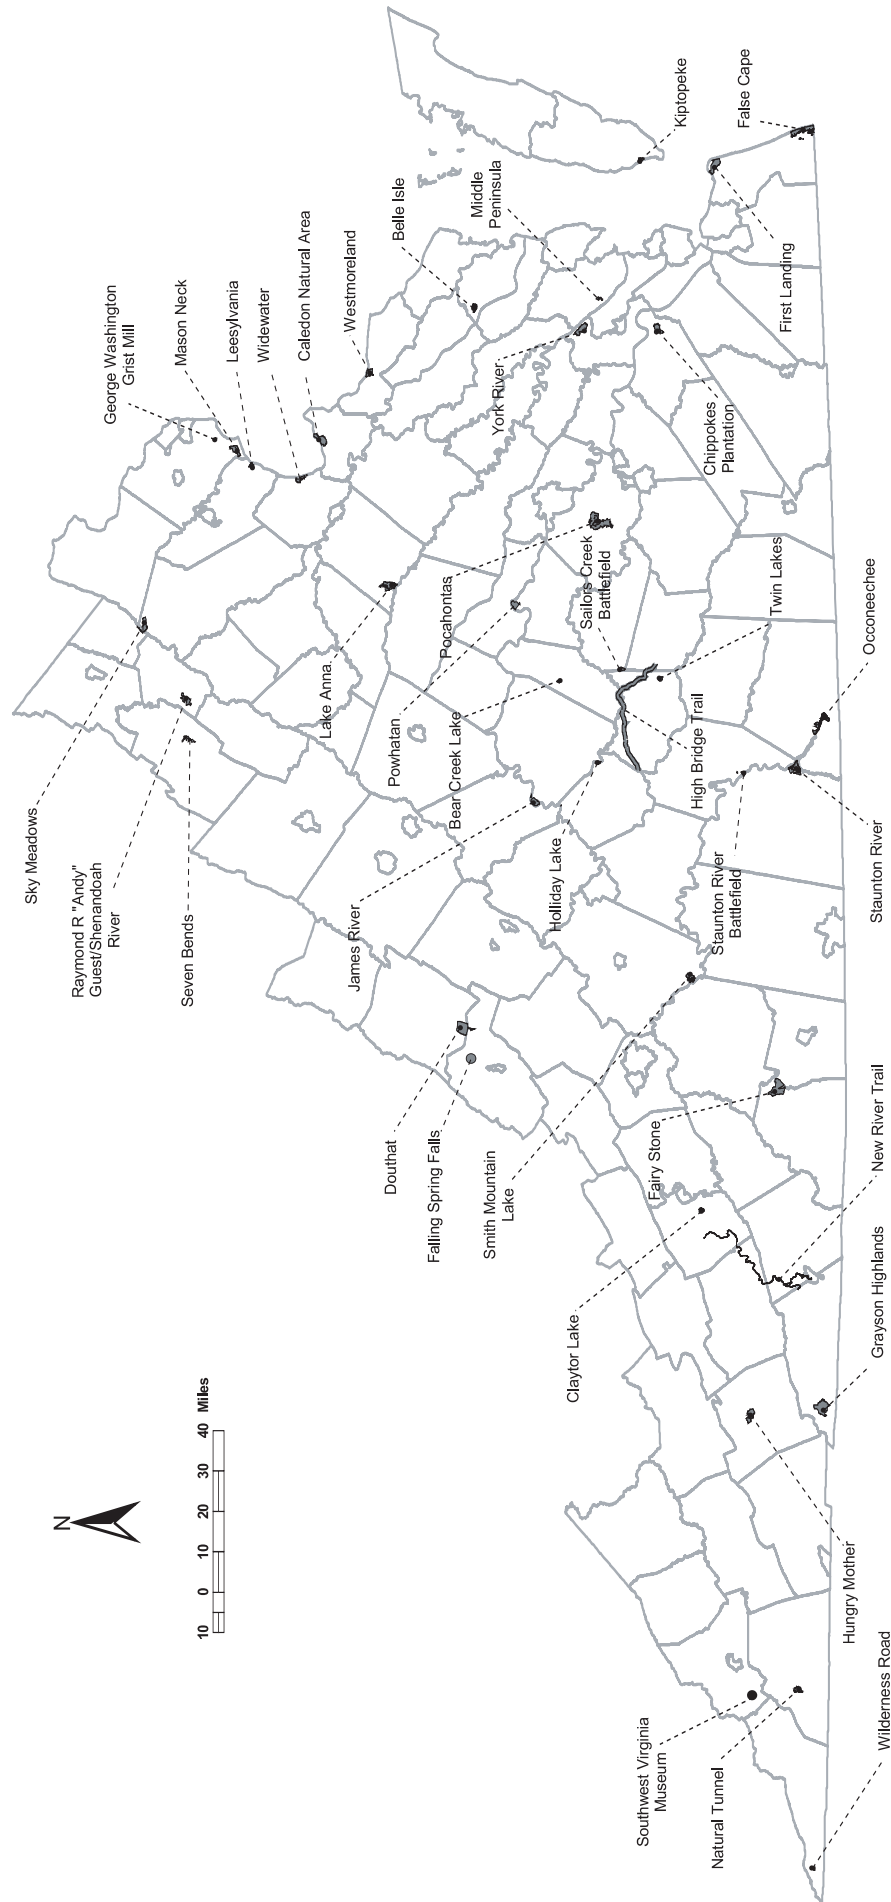 N
10 0 10 20 30 40 Miles
Sky Meadows
Raymond R "Andy"
Guest/Shenandoah
River
Seven Bends
George Washington
Grist Mill
Mason Neck
Leesylvania
Widewater
Caledon Natural Area
Westmoreland
Belle Isle
Middle
Peninsula
Kiptopeke
False Cape
First Landing
York River
Chippokes
Plantation
Lake Anna
Pocahontas
Powhatan
Sailors Creek
Battlefield
Bear Creek Lake
James River
Holliday Lake
High Bridge Trail
Twin Lakes
Occoneechee
Staunton River
Battlefield
Staunton River
Douthat
Falling Spring Falls
Smith Mountain
Lake
Fairy Stone
Claytor Lake
New River Trail
Grayson Highlands
Hungry Mother
Southwest Virginia
Museum
Natural Tunnel
Wilderness Road